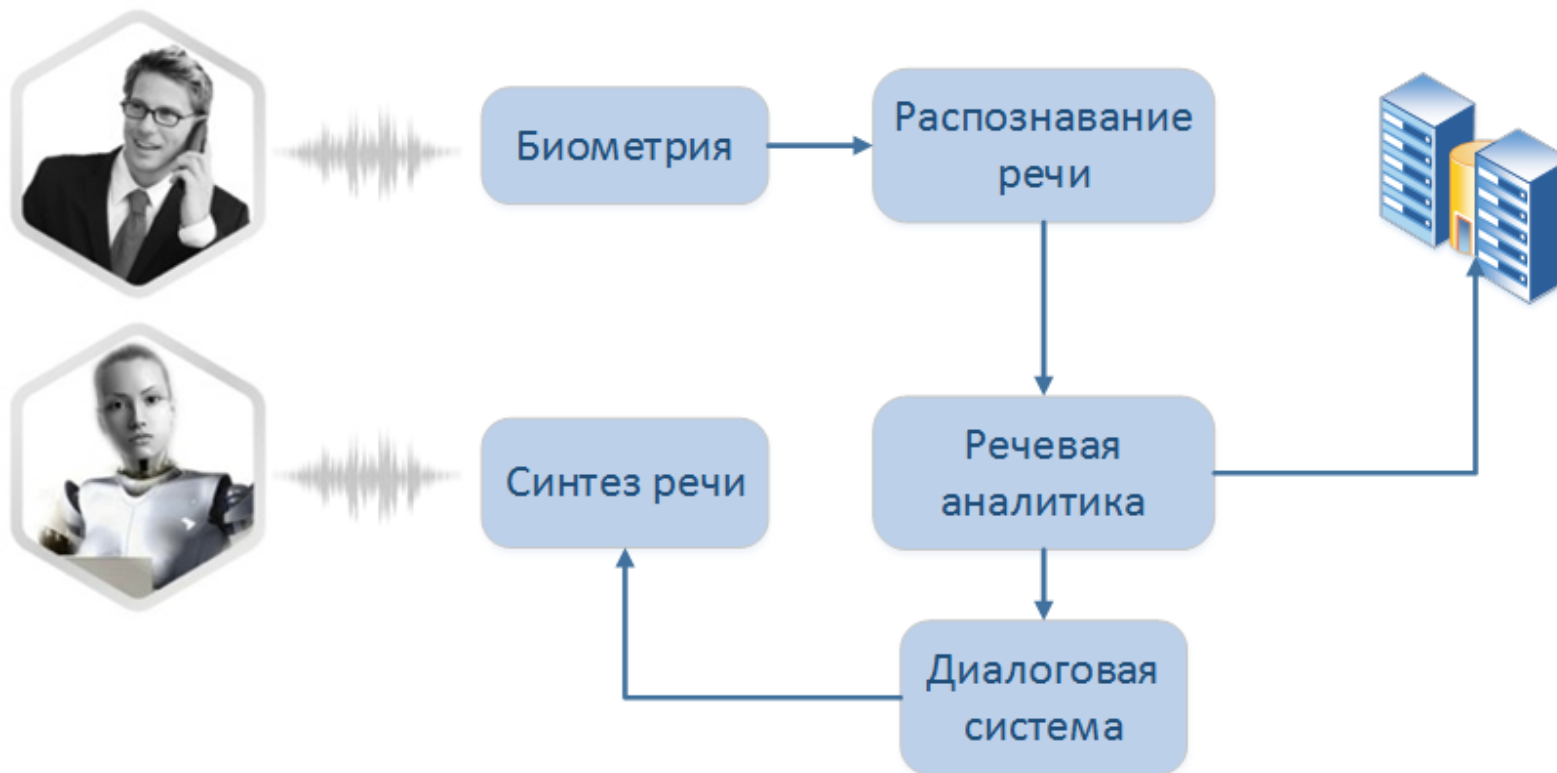 Биометрия
Распознавание
речи
Синтез речи
Речевая
аналитика
Диалоговая
система